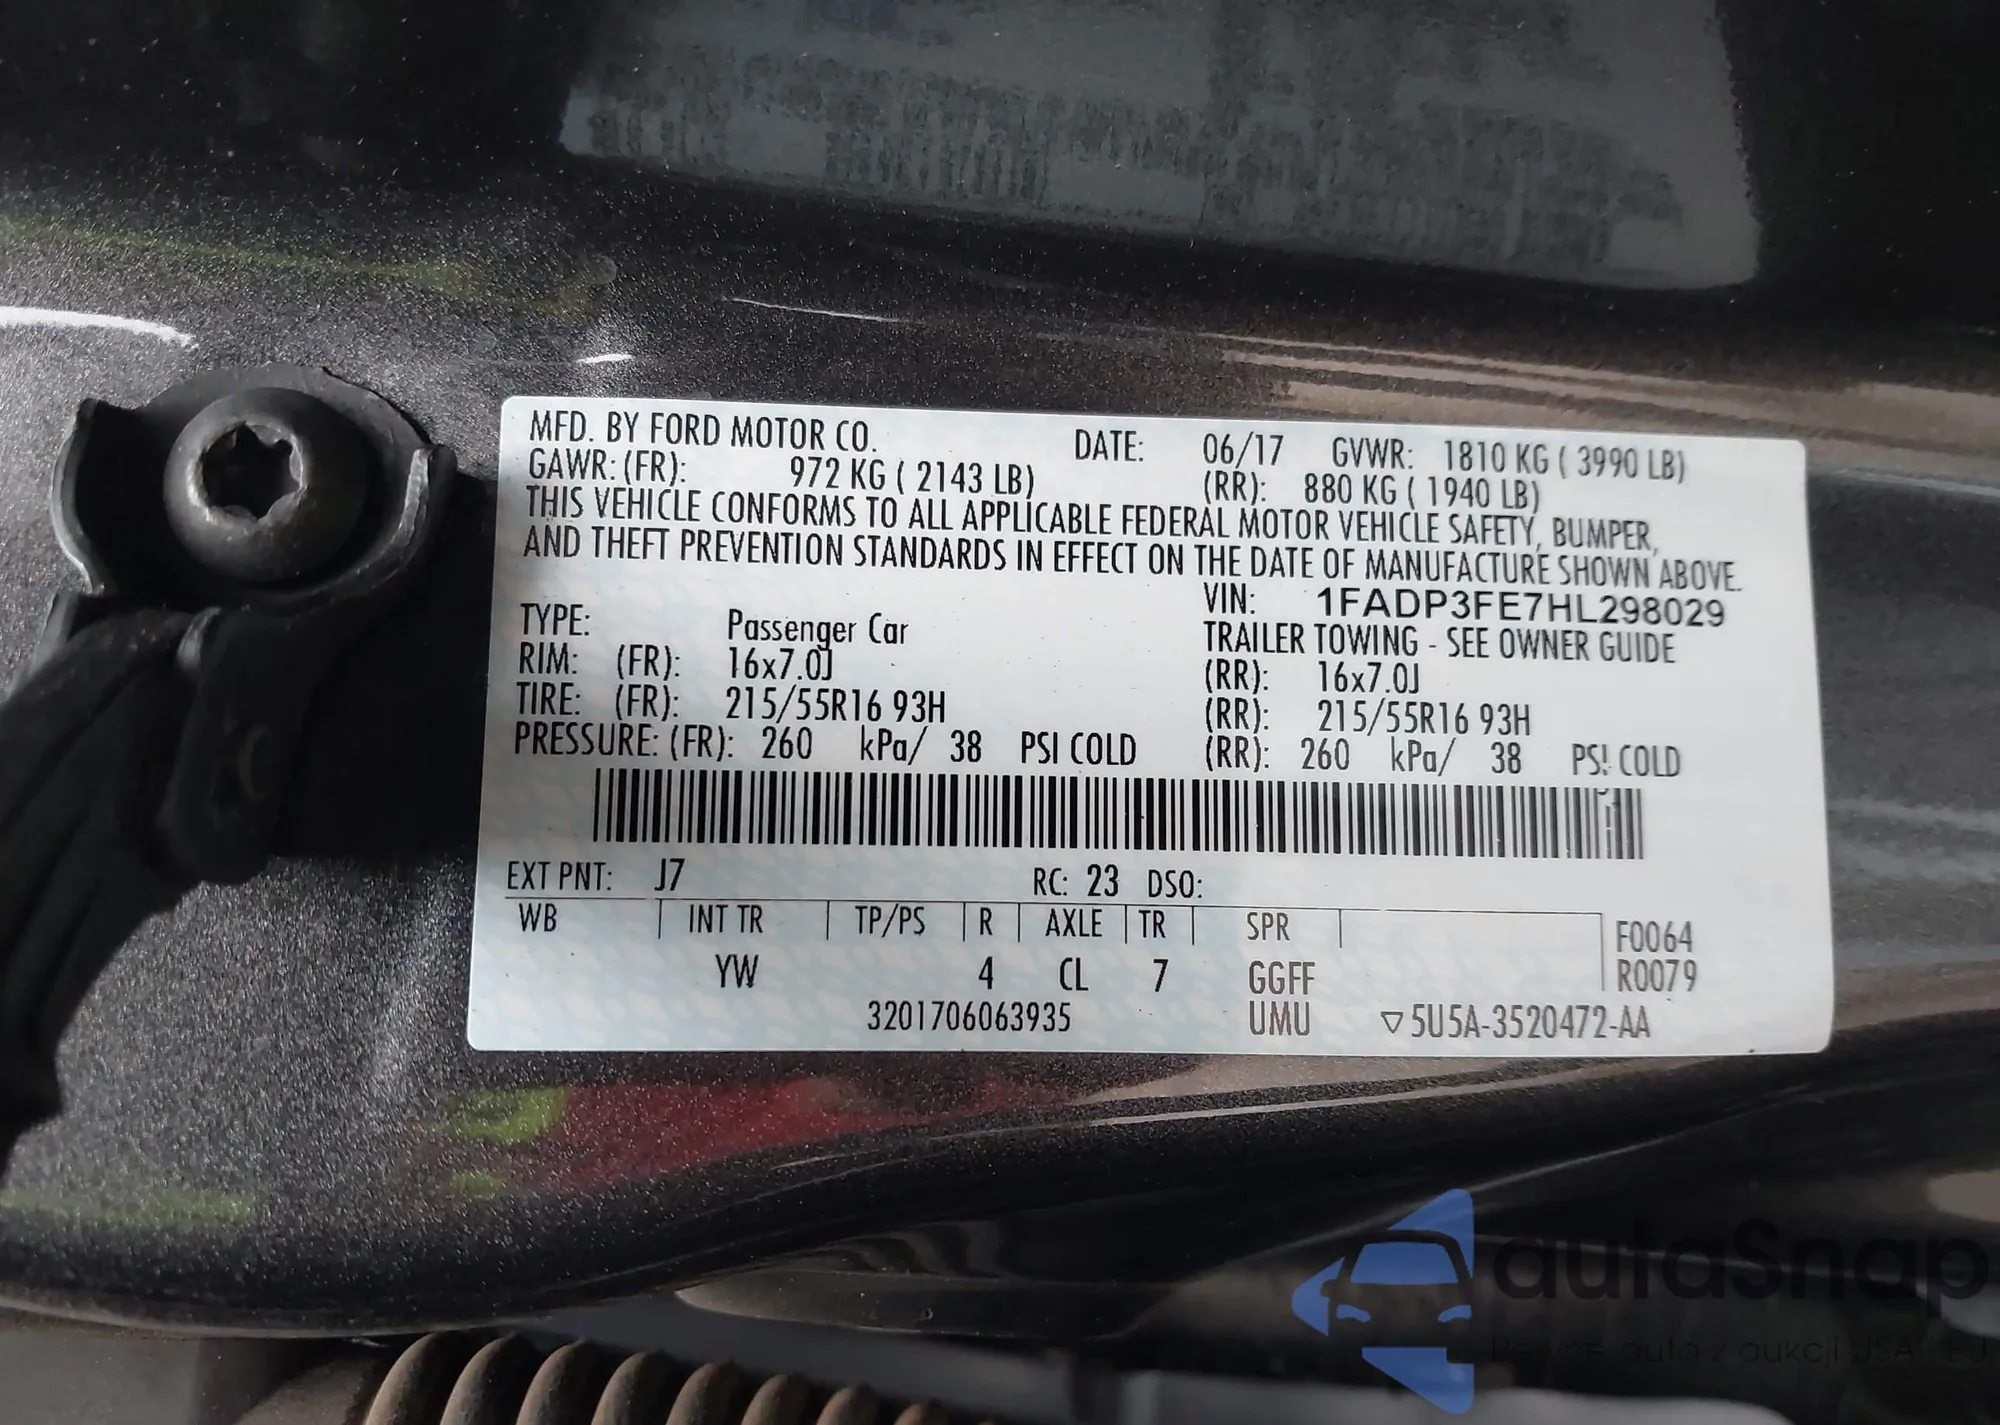 MFD. BY FORD MOTOR CO. DATE: 06/17 GVWR: 1810 KG ( 3990 LB)
GAWR: (FR): 972 KG ( 2143 LB) (RR): 880 KG ( 1940 LB)
THIS VEHICLE CONFORMS TO ALL APPLICABLE FEDERAL MOTOR VEHICLE SAFETY, BUMPER,
AND THEFT PREVENTION STANDARDS IN EFFECT ON THE DATE OF MANUFACTURE SHOWN ABOVE.
VIN: 1FADP3FE7HL298029
TYPE: Passenger Car TRAILER TOWING - SEE OWNER GUIDE
RIM: (FR): 16x7.0J (RR): 16x7.0J
TIRE: (FR): 215/55R16 93H (RR): 215/55R16 93H
PRESSURE: (FR): 260 kPa/ 38 PSI COLD (RR): 260 kPa/ 38 PSI COLD
EXT PNT: J7 RC: 23 DSO:
WB INT TR TP/PS R AXLE TR SPR F0064
YW 4 CL 7 GGFF R0079
3201706063935 UMU ▽5U5A-3520472-AA
autaSnap
auta z aukcji USA